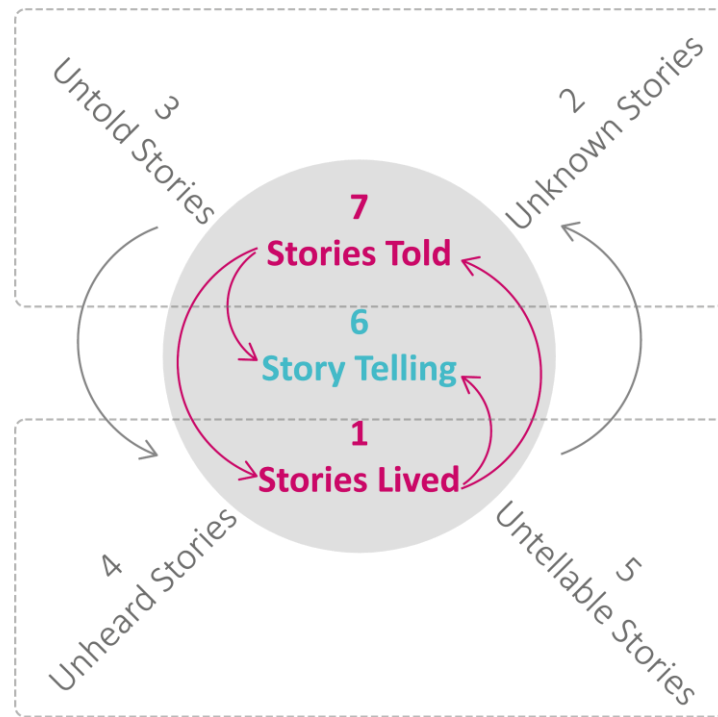 3
Untold Stories
2
Unknown Stories
7
Stories Told
6
Story Telling
1
Stories Lived
4
Unheard Stories
5
Untellable Stories